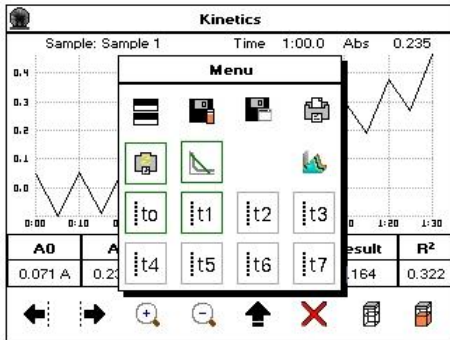 Kinetics
Sample: Sample 1 Time 1:00.0 Abs 0.235
Menu
0.4
0.3
0.2
0.1
0.0
t0 t1 t2 t3
0:00 0:10 1:20 1:30
A0 R²
t4 t5 t6 t7
0.071 A .164 0.322